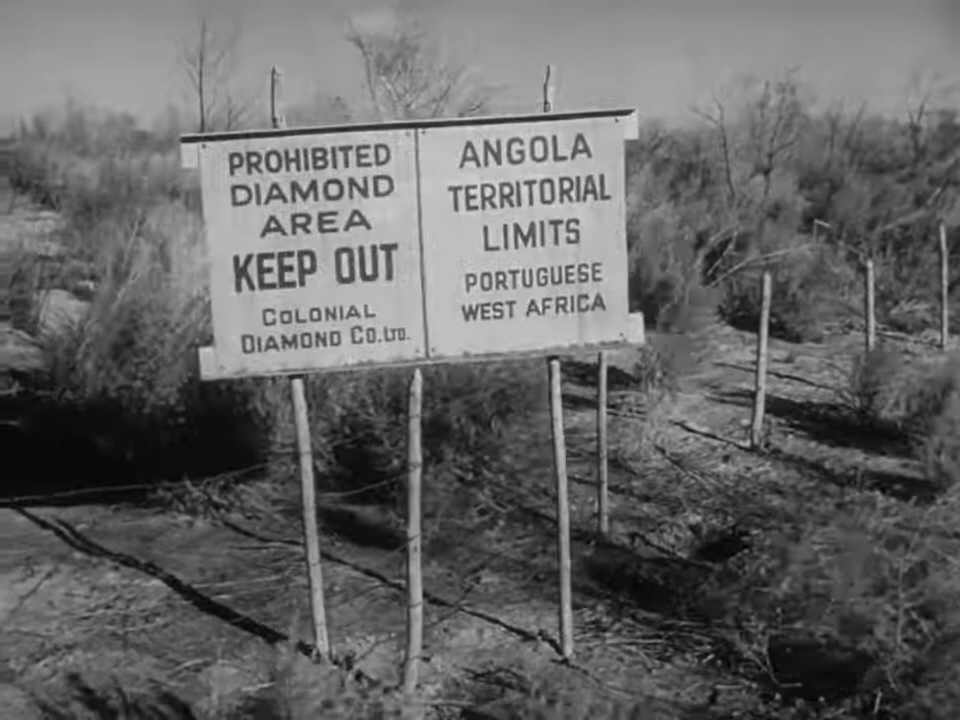 PROHIBITED
DIAMOND
AREA
KEEP OUT
COLONIAL
DIAMOND CO. LTD.
ANGOLA
TERRITORIAL
LIMITS
PORTUGUESE
WEST AFRICA